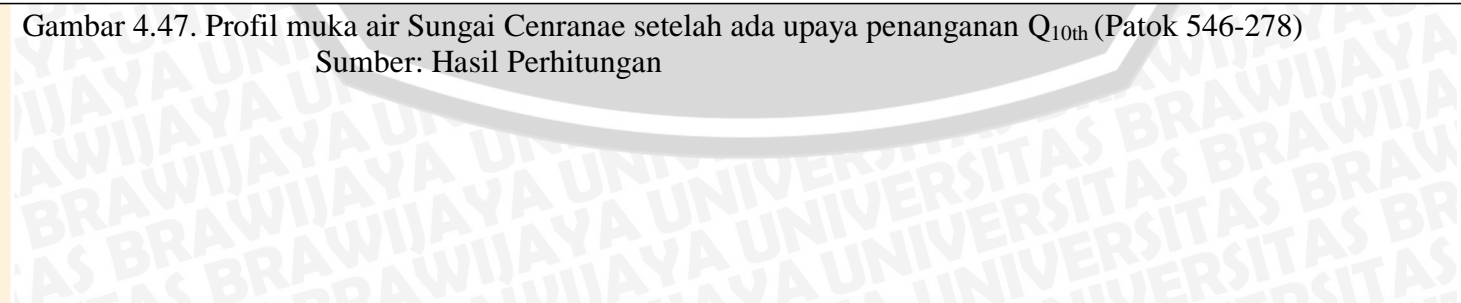 Gambar 4.47. Profil muka air Sungai Cenranae setelah ada upaya penanganan Q10th (Patok 546-278)
Sumber: Hasil Perhitungan